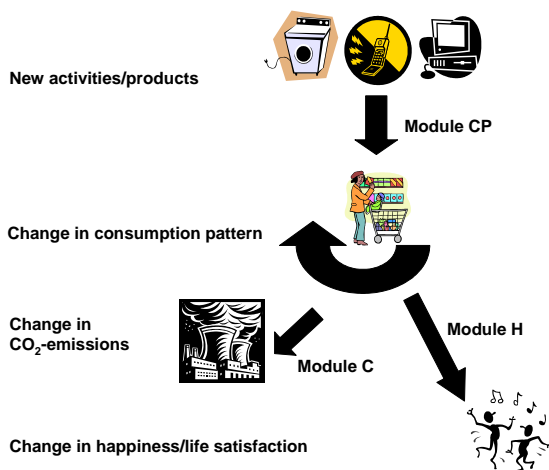 New activities/products
Module CP
Change in consumption pattern
Change in
CO₂-emissions
Module H
Module C
Change in happiness/life satisfaction